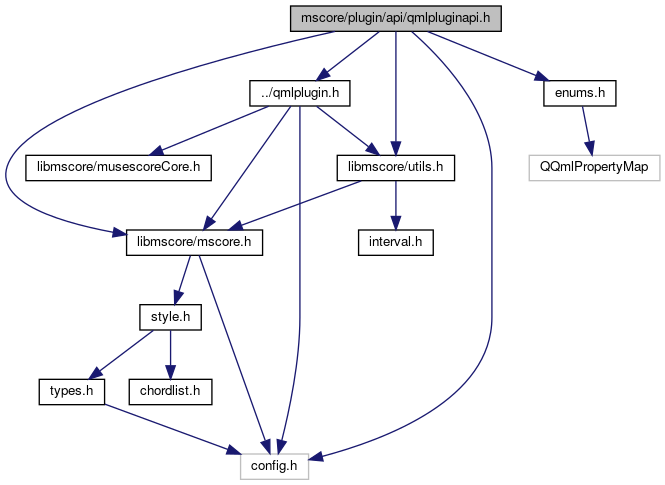 mscore/plugin/api/qmlpluginapi.h
../qmlplugin.h
enums.h
libmscore/musescoreCore.h
libmscore/utils.h
QQmlPropertyMap
libmscore/mscore.h
interval.h
style.h
types.h
chordlist.h
config.h